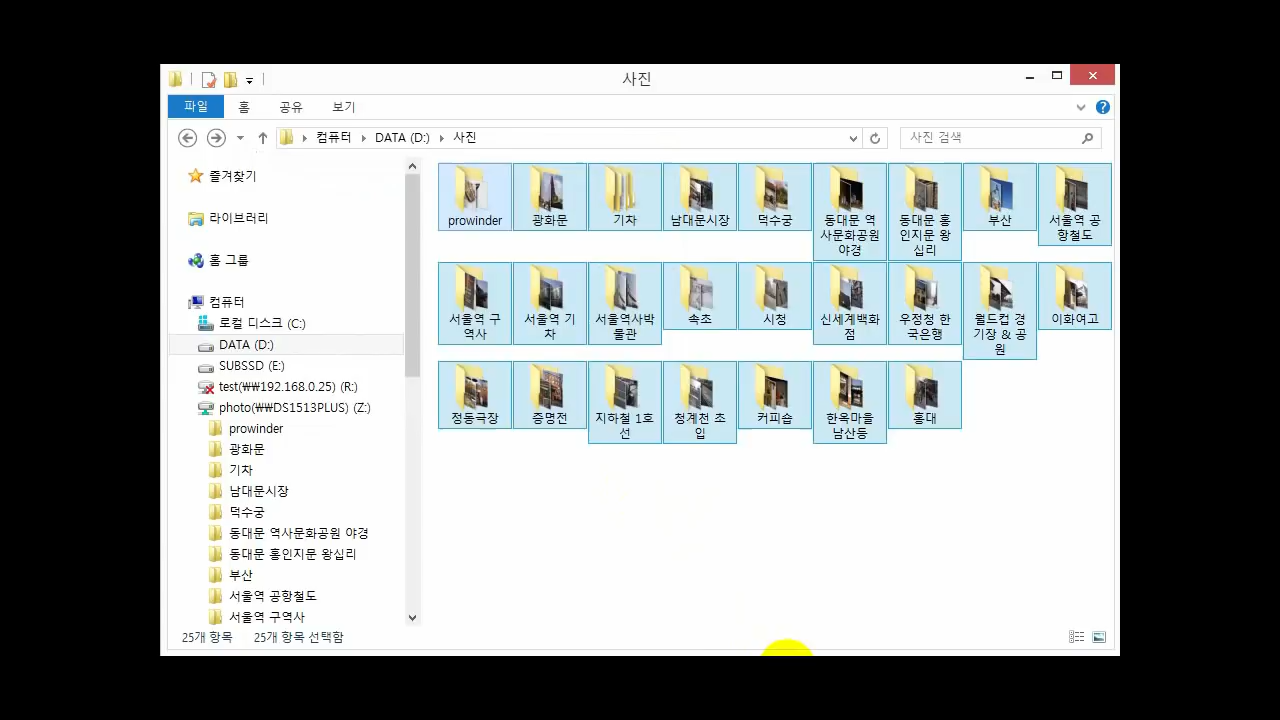 사진
파일 홈 공유 보기
컴퓨터 DATA (D:) 사진
사진 검색
즐겨찾기
라이브러리
홈 그룹
컴퓨터
로컬 디스크 (C:)
DATA (D:)
SUBSSD (E:)
test(₩₩192.168.0.25) (R:)
photo(₩₩DS1513PLUS) (Z:)
prowinder
광화문
기차
남대문시장
덕수궁
동대문 역사문화공원 야경
동대문 흥인지문 왕십리
부산
서울역 공항철도
서울역 구역사
prowinder
광화문
기차
남대문시장
덕수궁
동대문 역
사문화공원
야경
동대문 흥
인지문 왕
십리
부산
서울역 공
항철도
서울역 구
역사
서울역 기
차
서울역사박
물관
속초
시청
신세계백화
점
우정청 한
국은행
월드컵 경
기장 & 공
원
이화여고
정동극장
증명전
지하철 1호
선
청계천 초
입
커피숍
한옥마을
남산등
홍대
25개 항목 25개 항목 선택함